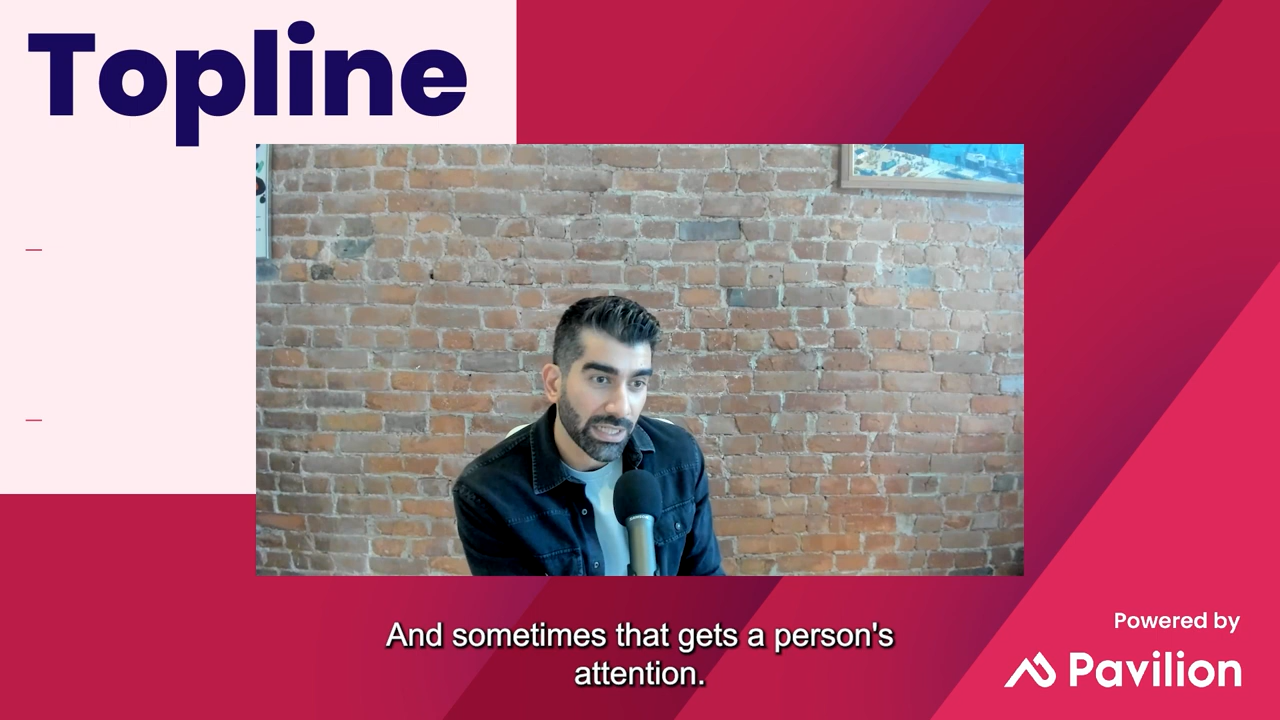 Topline
And sometimes that gets a person's
attention.
Powered by
Pavilion